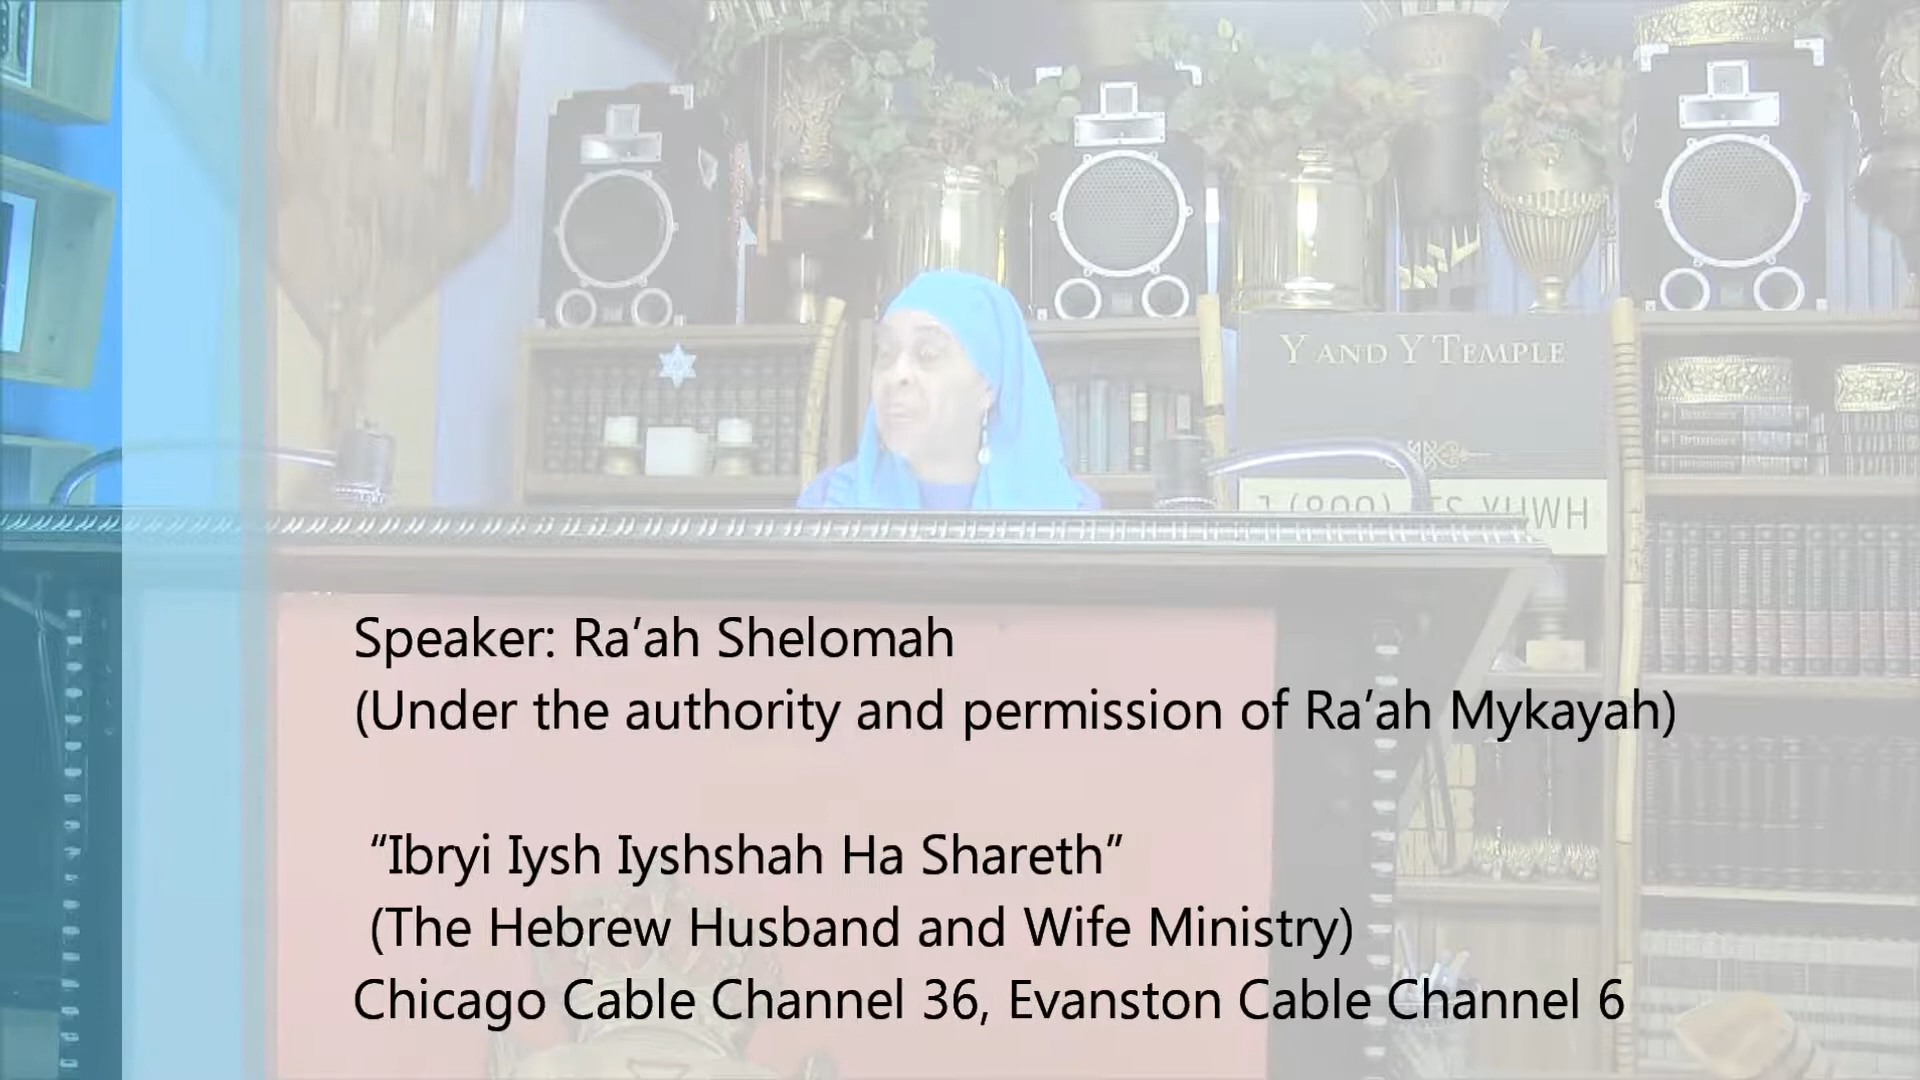 Y AND Y TEMPLE
YHWH
Speaker: Ra’ah Shelomah
(Under the authority and permission of Ra’ah Mykayah)
“Ibryi Iysh Iyshshah Ha Shareth”
(The Hebrew Husband and Wife Ministry)
Chicago Cable Channel 36, Evanston Cable Channel 6